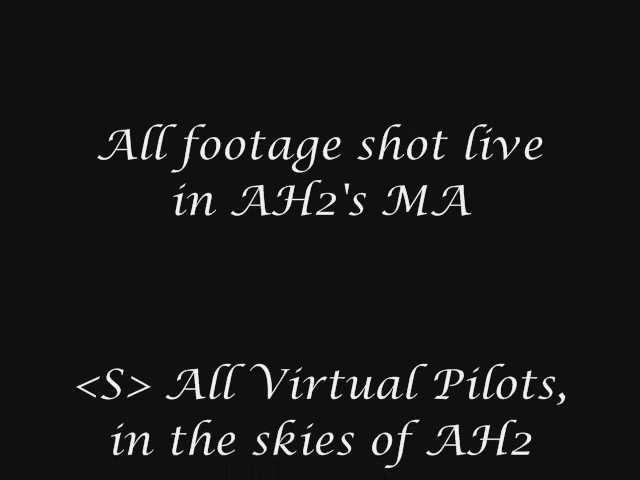 All footage shot live
in AH2's MA
<S> All Virtual Pilots,
in the skies of AH2